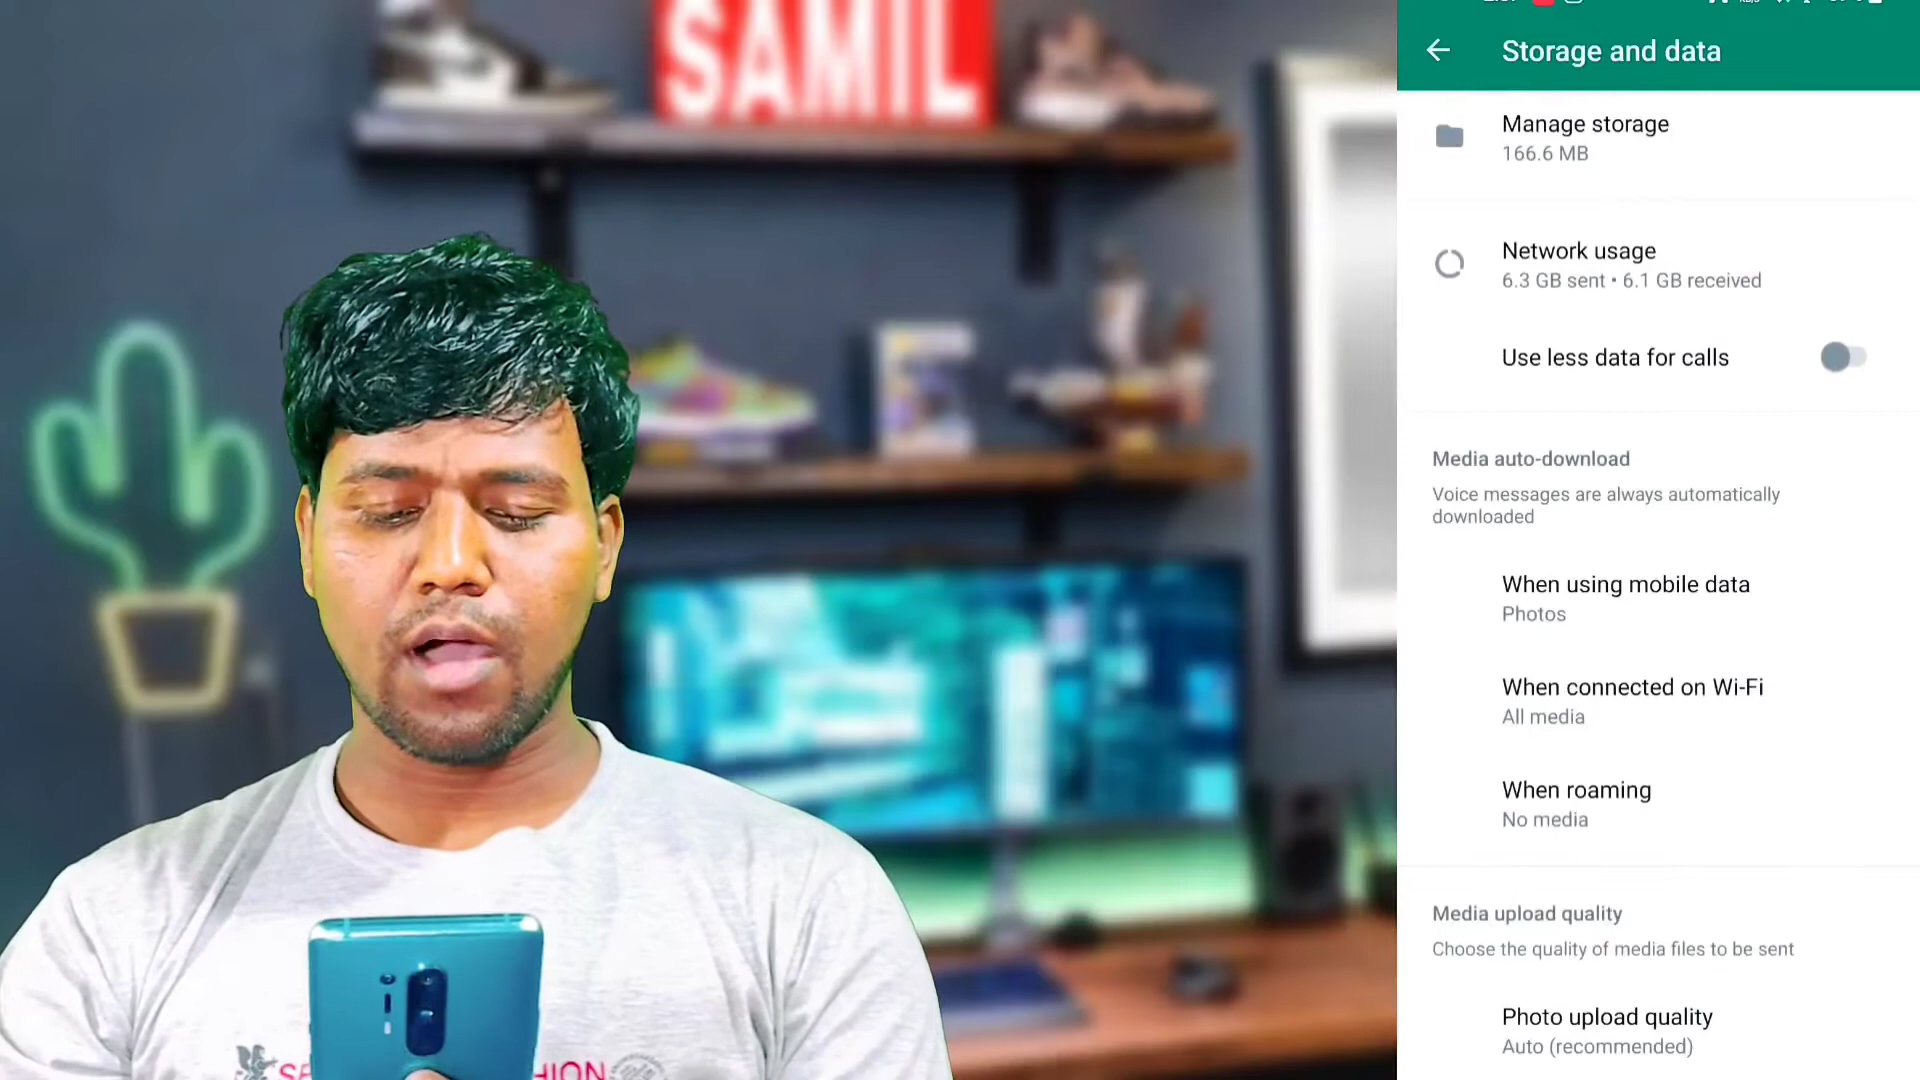 SAMIL
Storage and data
Manage storage
166.6 MB
Network usage
6.3 GB sent • 6.1 GB received
Use less data for calls
Media auto-download
Voice messages are always automatically
downloaded
When using mobile data
Photos
When connected on Wi-Fi
All media
When roaming
No media
Media upload quality
Choose the quality of media files to be sent
Photo upload quality
Auto (recommended)